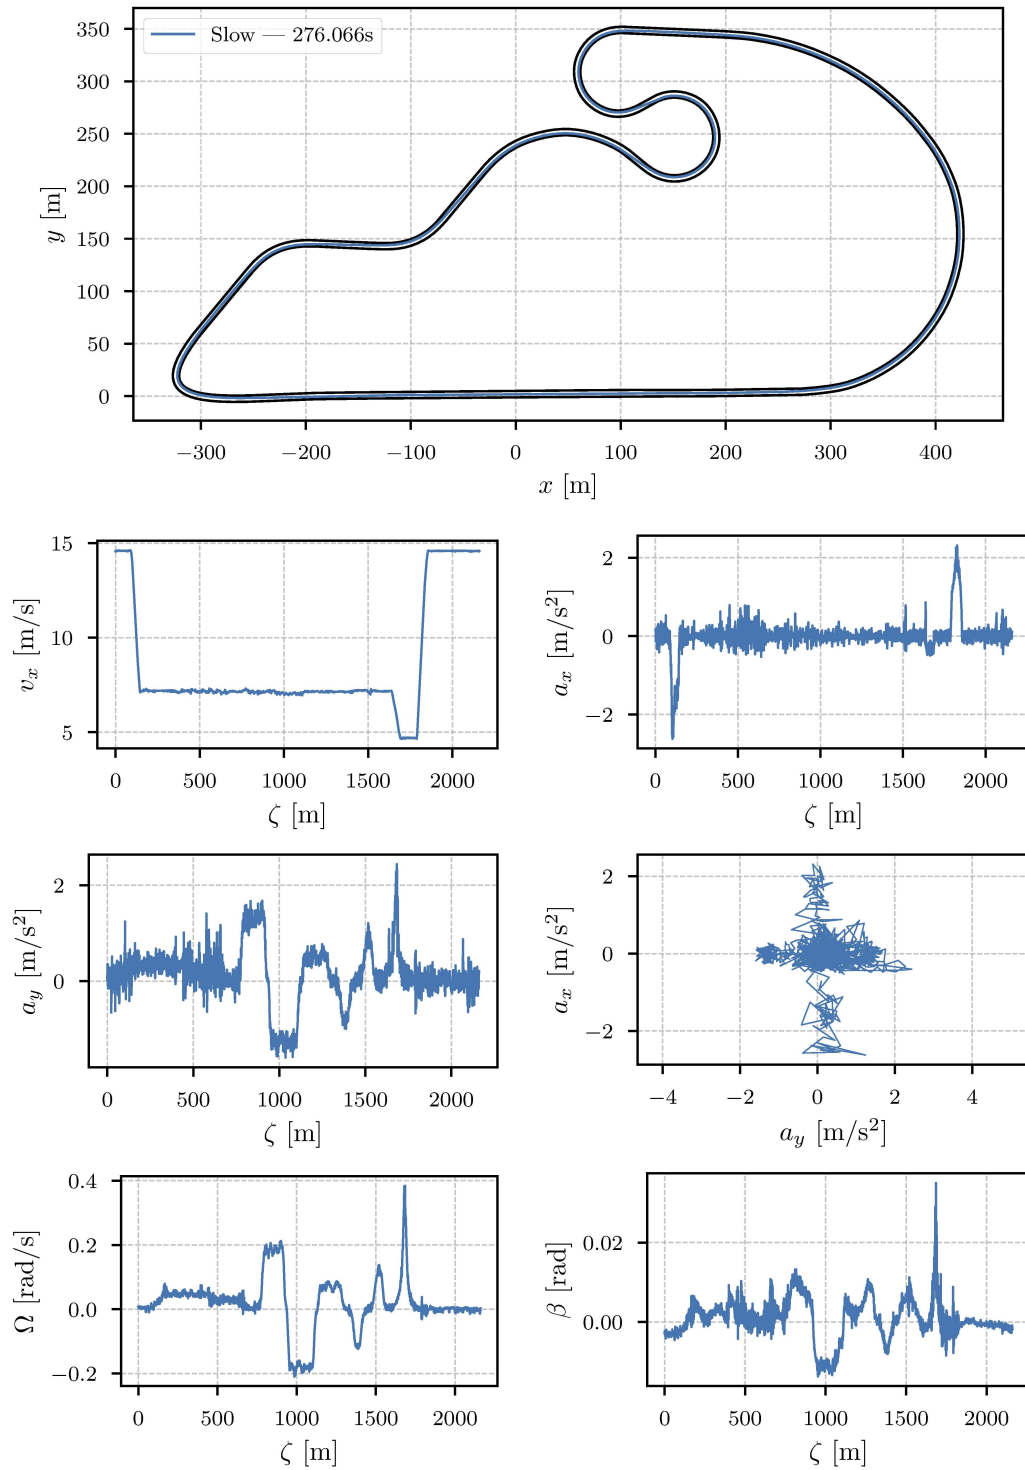 350
300
250
200
150
100
50
0
y [m]
Slow — 276.066s
−300 −200 −100 0 100 200 300 400
x [m]
15
10
5
v_x [m/s]
0 500 1000 1500 2000
ζ [m]
2
0
−2
a_x [m/s²]
0 500 1000 1500 2000
ζ [m]
2
0
a_y [m/s²]
0 500 1000 1500 2000
ζ [m]
2
0
−2
a_x [m/s²]
−4 −2 0 2 4
a_y [m/s²]
0.4
0.2
0.0
−0.2
Ω [rad/s]
0 500 1000 1500 2000
ζ [m]
0.02
0.00
β [rad]
0 500 1000 1500 2000
ζ [m]